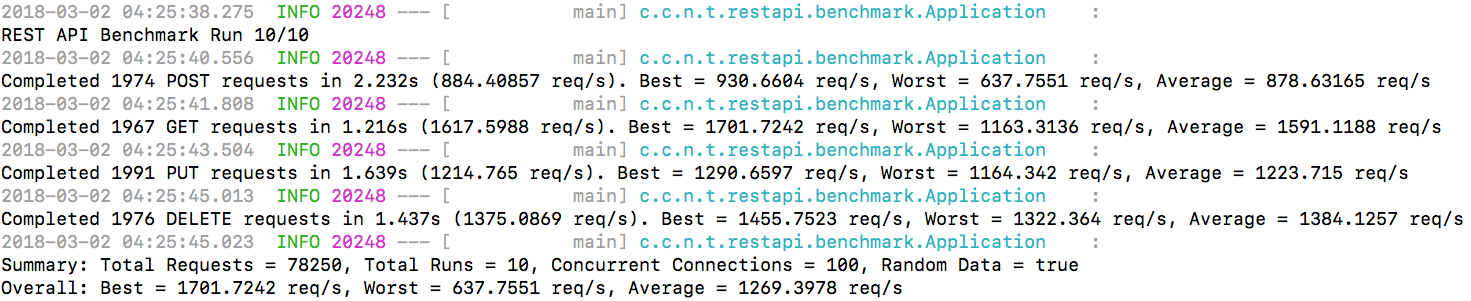 2018-03-02 04:25:38.275  INFO 20248 --- [           main] c.c.n.t.restapi.benchmark.Application    :
REST API Benchmark Run 10/10
2018-03-02 04:25:40.556  INFO 20248 --- [           main] c.c.n.t.restapi.benchmark.Application    :
Completed 1974 POST requests in 2.232s (884.40857 req/s). Best = 930.6604 req/s, Worst = 637.7551 req/s, Average = 878.63165 req/s
2018-03-02 04:25:41.808  INFO 20248 --- [           main] c.c.n.t.restapi.benchmark.Application    :
Completed 1967 GET requests in 1.216s (1617.5988 req/s). Best = 1701.7242 req/s, Worst = 1163.3136 req/s, Average = 1591.1188 req/s
2018-03-02 04:25:43.504  INFO 20248 --- [           main] c.c.n.t.restapi.benchmark.Application    :
Completed 1991 PUT requests in 1.639s (1214.765 req/s). Best = 1290.6597 req/s, Worst = 1164.342 req/s, Average = 1223.715 req/s
2018-03-02 04:25:45.013  INFO 20248 --- [           main] c.c.n.t.restapi.benchmark.Application    :
Completed 1976 DELETE requests in 1.437s (1375.0869 req/s). Best = 1455.7523 req/s, Worst = 1322.364 req/s, Average = 1384.1257 req/s
2018-03-02 04:25:45.023  INFO 20248 --- [           main] c.c.n.t.restapi.benchmark.Application    :
Summary: Total Requests = 78250, Total Runs = 10, Concurrent Connections = 100, Random Data = true
Overall: Best = 1701.7242 req/s, Worst = 637.7551 req/s, Average = 1269.3978 req/s